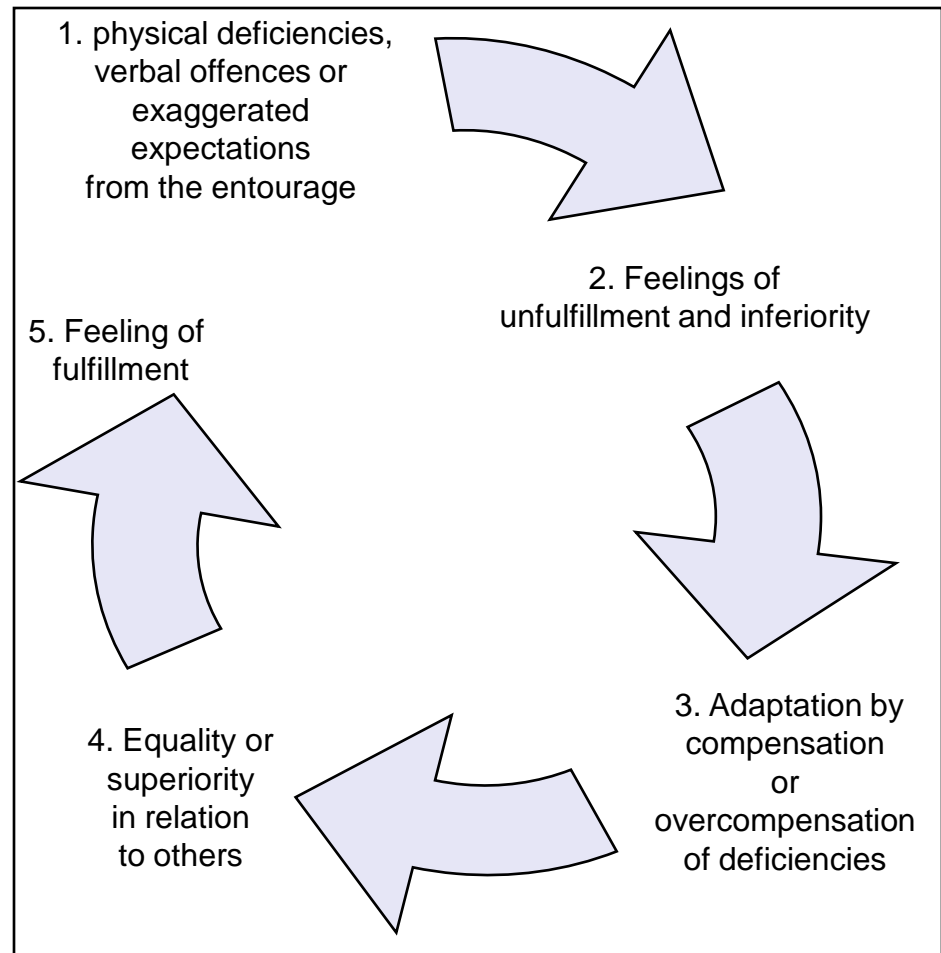 1. physical deficiencies,
verbal offences or
exaggerated
expectations
from the entourage
2. Feelings of
unfulfillment and inferiority
3. Adaptation by
compensation
or
overcompensation
of deficiencies
4. Equality or
superiority
in relation
to others
5. Feeling of
fulfillment